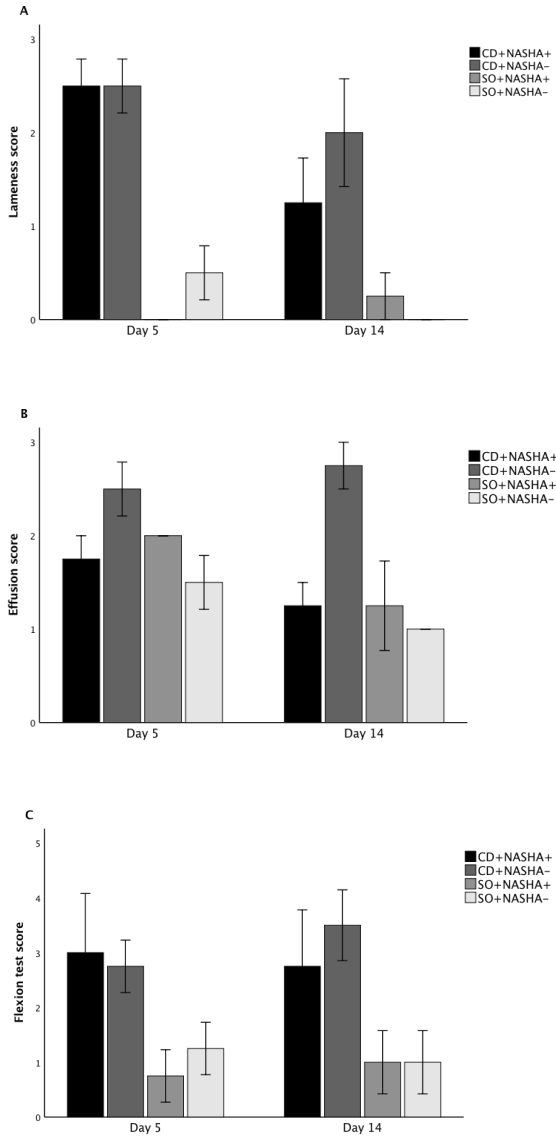 A
3
2
1
0
Lameness score
Day 5
Day 14
CD+NASHA+
CD+NASHA−
SO+NASHA+
SO+NASHA−
B
3
2
1
0
Effusion score
Day 5
Day 14
CD+NASHA+
CD+NASHA−
SO+NASHA+
SO+NASHA−
C
5
4
3
2
1
0
Flexion test score
Day 5
Day 14
CD+NASHA+
CD+NASHA−
SO+NASHA+
SO+NASHA−